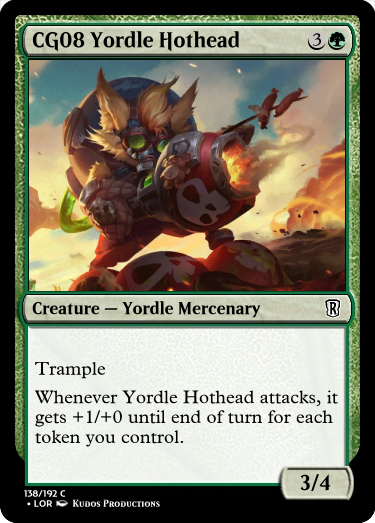 CG08 Yordle Hothead 3
Creature — Yordle Mercenary R
Trample
Whenever Yordle Hothead attacks, it
gets +1/+0 until end of turn for each
token you control.
3/4
138/192 C
• LOR Kudos Productions